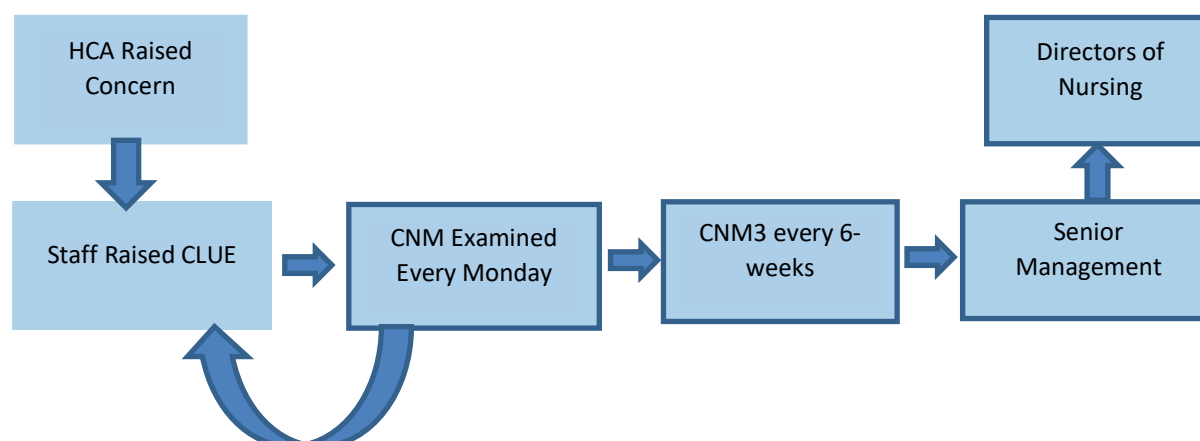 HCA Raised
Concern
Directors of
Nursing
Staff Raised CLUE
CNM Examined
Every Monday
CNM3 every 6-
weeks
Senior
Management